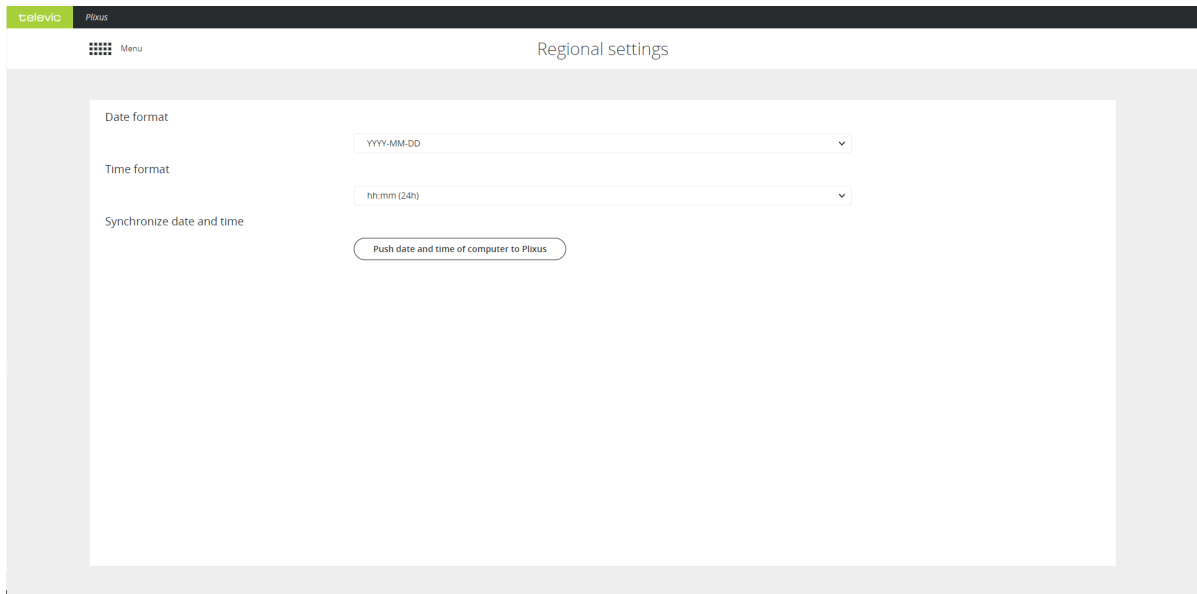 televic Plixus
Menu
Regional settings
Date format
YYYY-MM-DD
Time format
hh:mm (24h)
Synchronize date and time
Push date and time of computer to Plixus